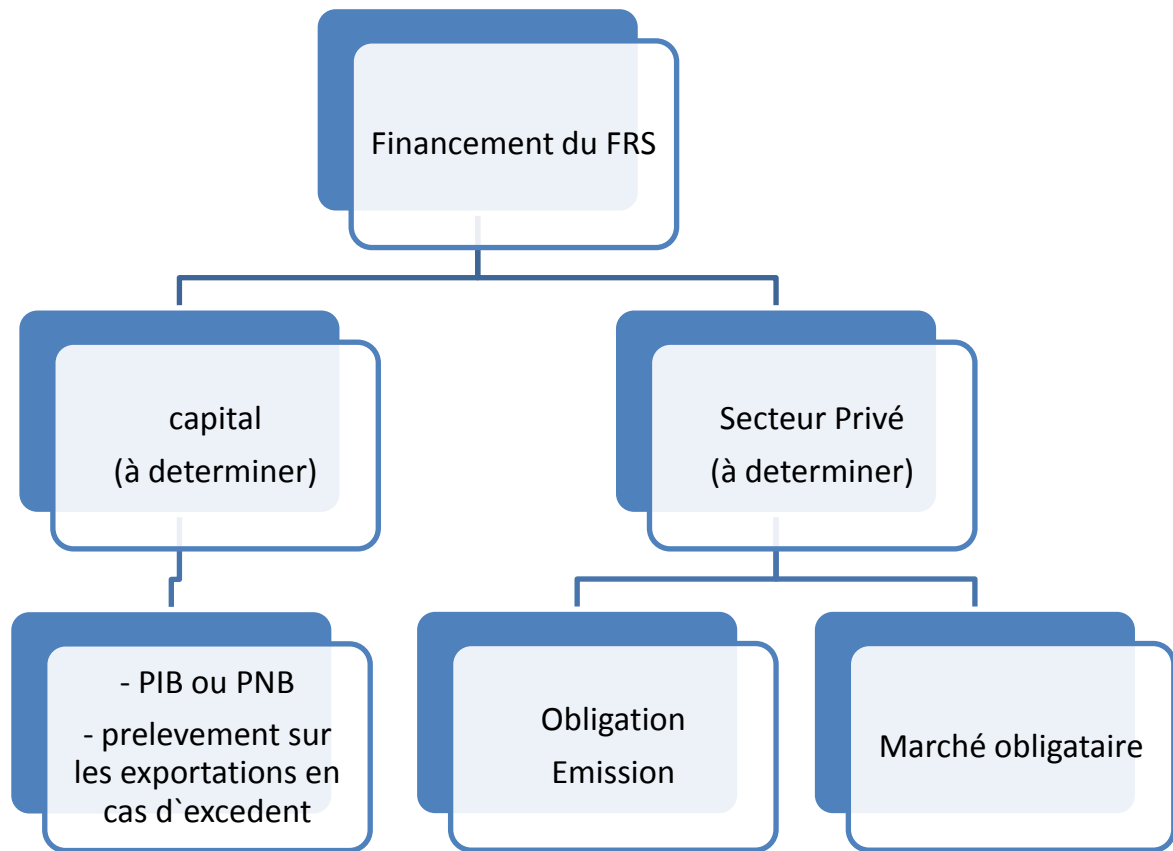 Financement du FRS
capital
(à determiner)
Secteur Privé
(à determiner)
- PIB ou PNB
- prelevement sur
les exportations en
cas d`excedent
Obligation
Emission
Marché obligataire